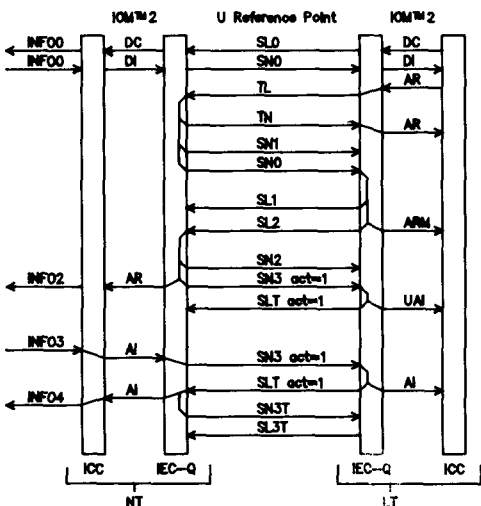 IOM™2 U Reference Point IOM™2
INFO0 DC SL0 DC
INFO0 DI SN0 DI
TL AR
TN AR
SN1
SN0
SL1
SL2 ARM
SN2
INFO2 AR SN3 act=1
SLT act=1 UAI
INFO3 AI SN3 act=1
INFO4 AI SLT act=1 AI
SN3T
SL3T
ICC IEC-Q IEC-Q ICC
NT LT